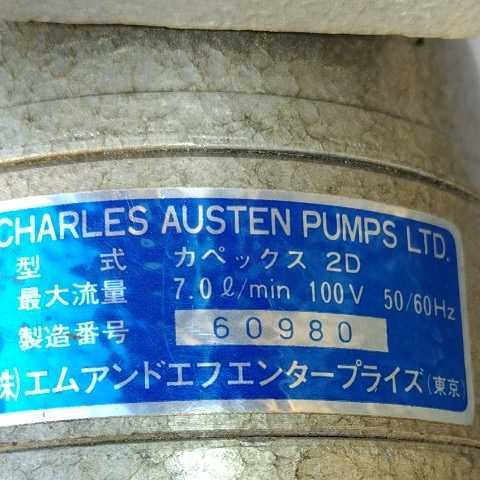 CHARLES AUSTEN PUMPS LTD.
型式 カペックス 2D
最大流量 7.0ℓ/min 100V 50/60Hz
製造番号 60980
株)エムアンドエフエンタープライズ(東京)